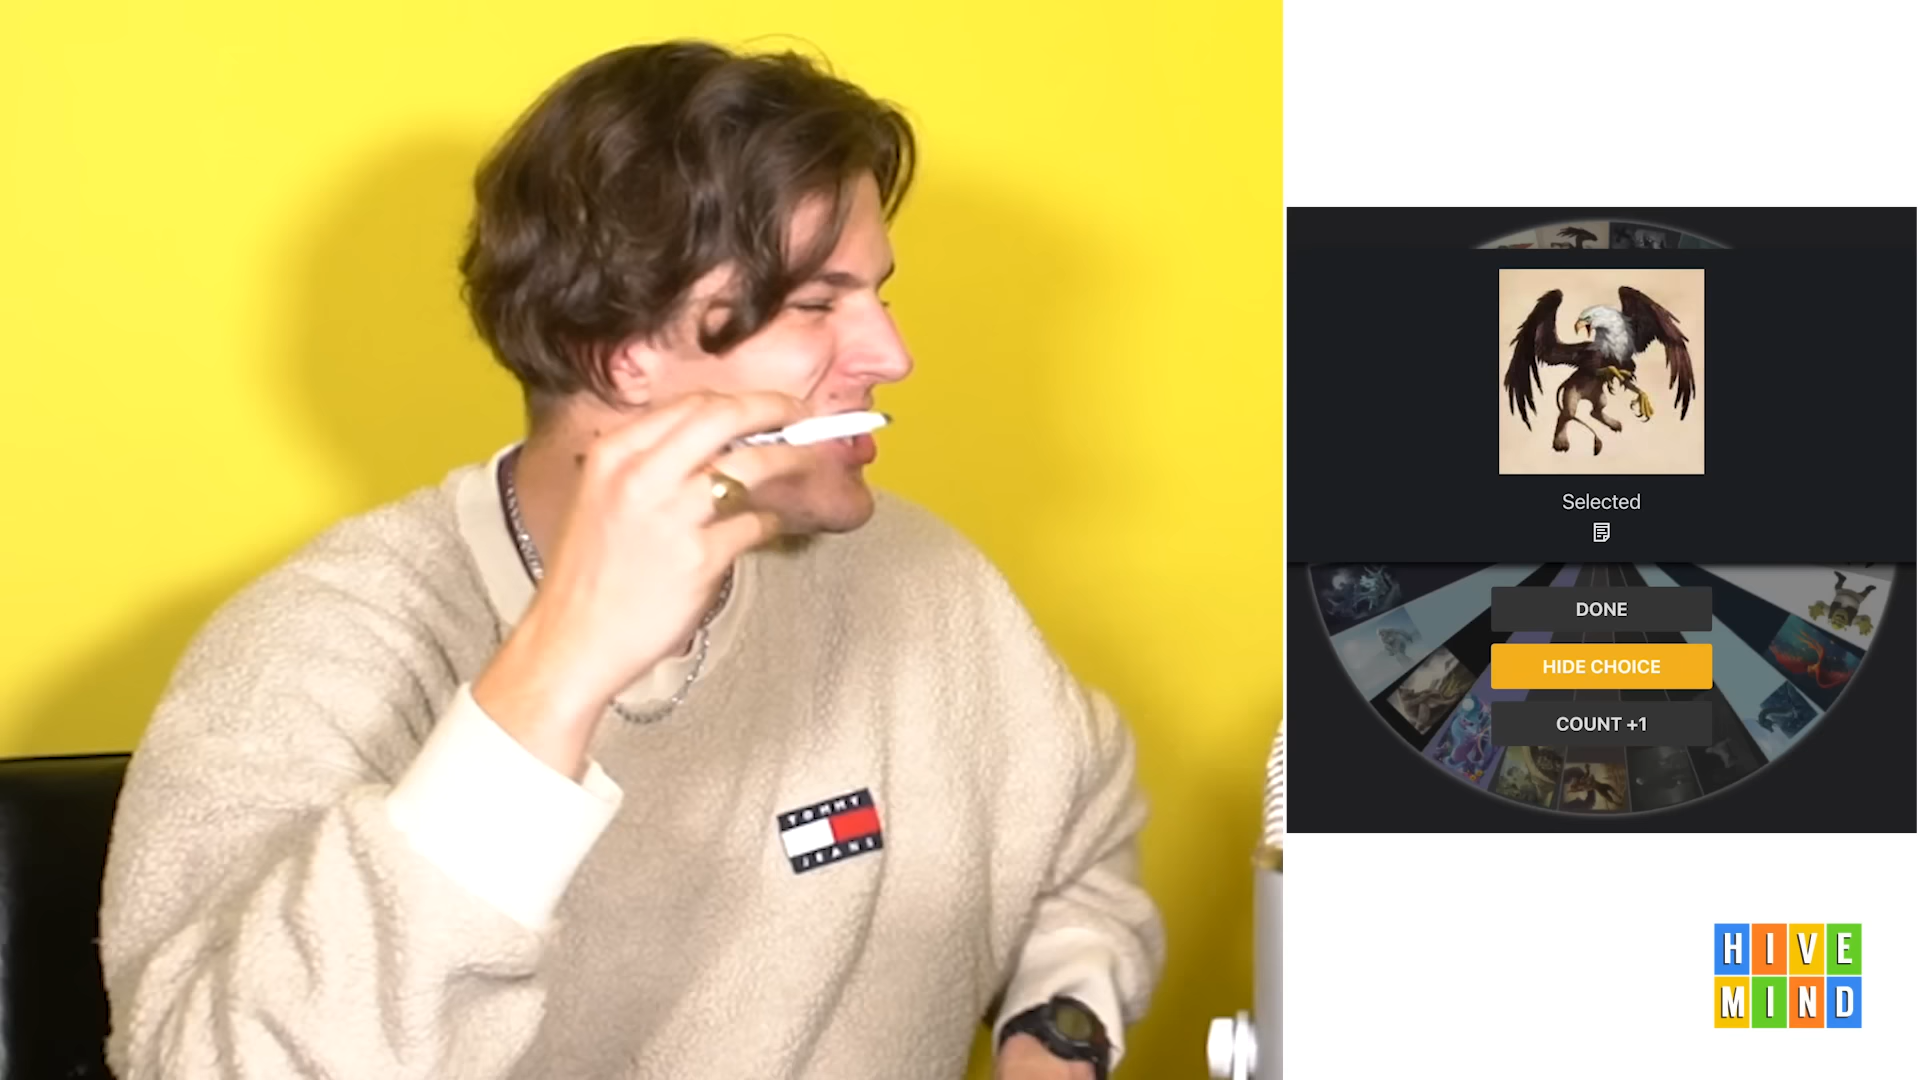 TOMMY
JEANS
Selected
DONE
HIDE CHOICE
COUNT +1
HIVE
MIND